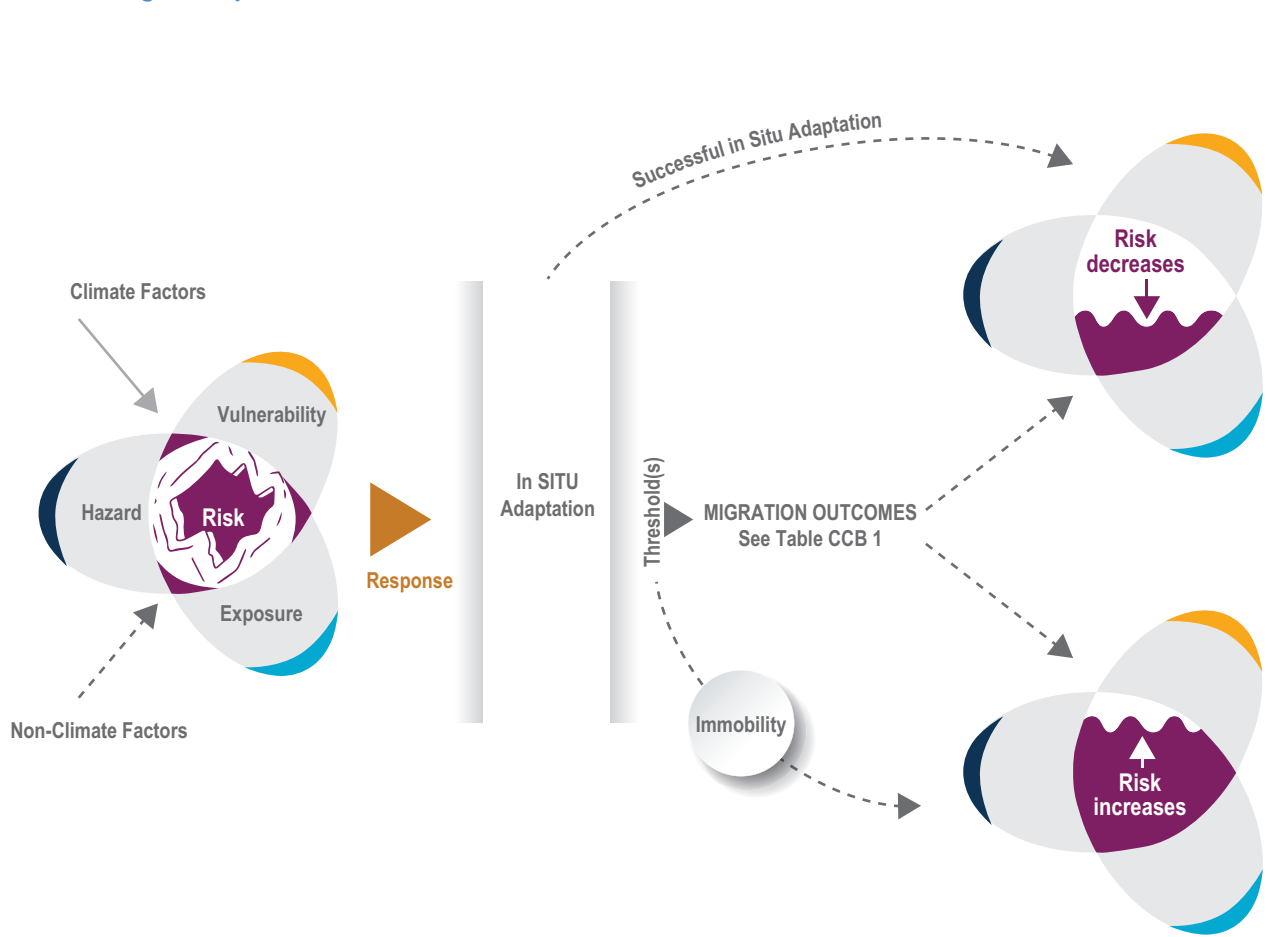 Successful in Situ Adaptation
Climate Factors
Vulnerability
Hazard
Risk
Exposure
Non-Climate Factors
Response
In SITU
Adaptation
Threshold(s)
MIGRATION OUTCOMES
See Table CCB 1
Immobility
Risk
decreases
Risk
increases